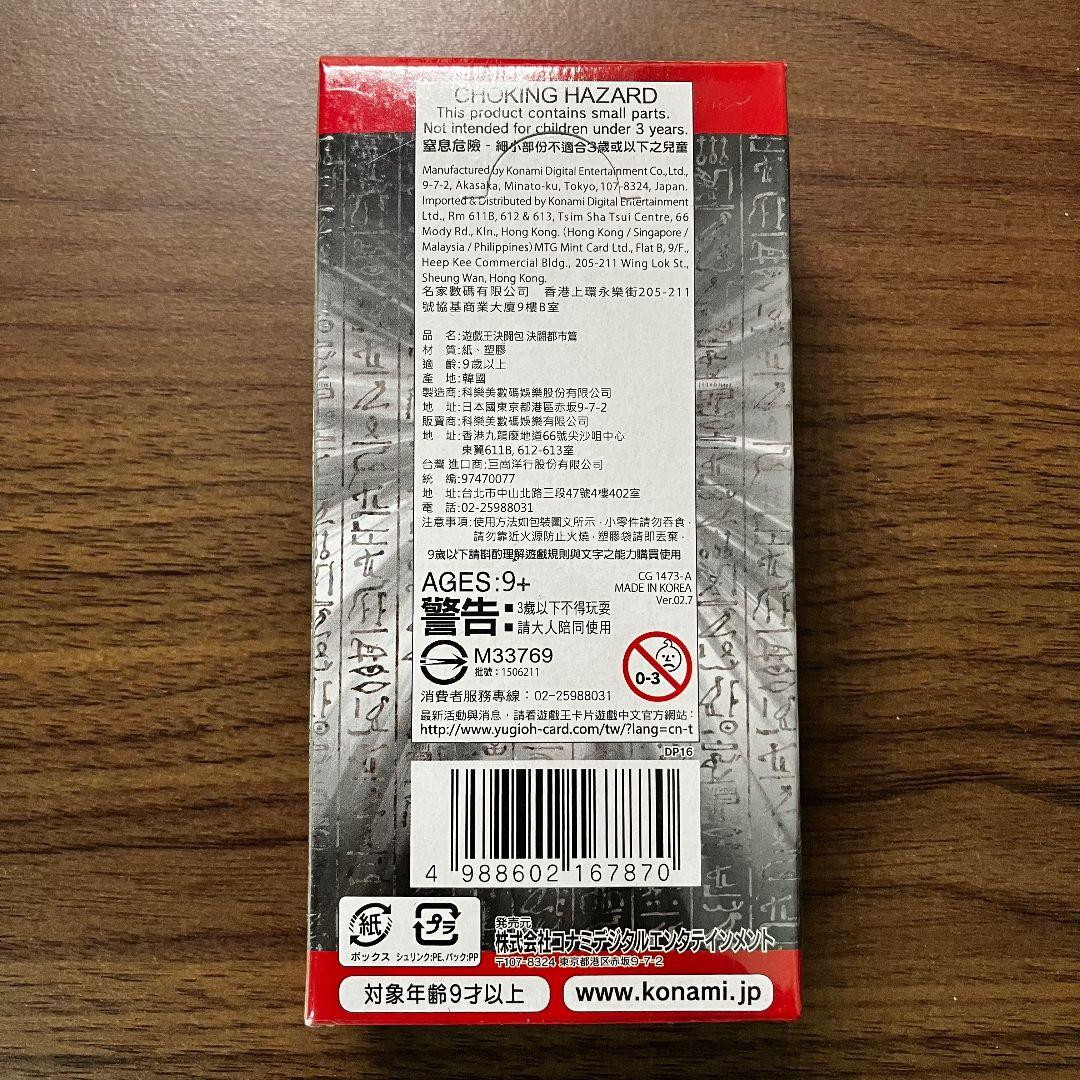 CHOKING HAZARD
This product contains small parts.
Not intended for children under 3 years.
窒息危險 - 細小部份不適合3歲或以下之兒童
Manufactured by Konami Digital Entertainment Co.,Ltd.,
9-7-2, Akasaka, Minato-ku, Tokyo, 107-8324, Japan.
Imported & Distributed by Konami Digital Entertainment
Ltd., Rm 611B, 612 & 613, Tsim Sha Tsui Centre, 66
Mody Rd., Kln., Hong Kong. (Hong Kong / Singapore /
Malaysia / Philippines) MTG Mint Card Ltd., Flat B, 9/F.,
Heep Kee Commercial Bldg., 205-211 Wing Lok St.,
Sheung Wan, Hong Kong.
名家數碼有限公司 香港上環永樂街205-211
號協基商業大廈9樓B室
品 名:遊戲王決鬪包 決鬪都市篇
材 質:紙、塑膠
適 齡:9歲以上
產 地:韓國
製造商:科樂美數碼娛樂股份有限公司
地 址:日本國東京都港區赤坂9-7-2
販賣商:科樂美數碼娛樂有限公司
地 址:香港九龍麼地道66號尖沙咀中心
東翼611B, 612-613室
台灣 進口商:巨崗洋行股份有限公司
統 編:97470077
地 址:台北市中山北路三段47號4樓402室
電 話:02-25988031
注意事項:使用方法如包裝圖文所示，小零件請勿吞食，
請勿靠近火源防止火燒，塑膠袋請即丟棄。
9歲以下請斟酌理解遊戲規則與文字之能力購買使用
AGES:9+
CG 1473-A
MADE IN KOREA
Ver.02.7
警告:
3歲以下不得玩耍
請大人陪同使用
M33769
批號：1506211
0-3
消費者服務專線：02-25988031
最新活動與消息，請看遊戲王卡片遊戲中文官方網站：
http://www.yugioh-card.com/tw/?lang=cn-t
DP16
4 988602 167870
紙
ボックス
プラ
シュリンク:PE, パック:PP
発売元
株式会社コナミデジタルエンタテインメント
〒107-8324 東京都港区赤坂9-7-2
対象年齢9才以上
www.konami.jp